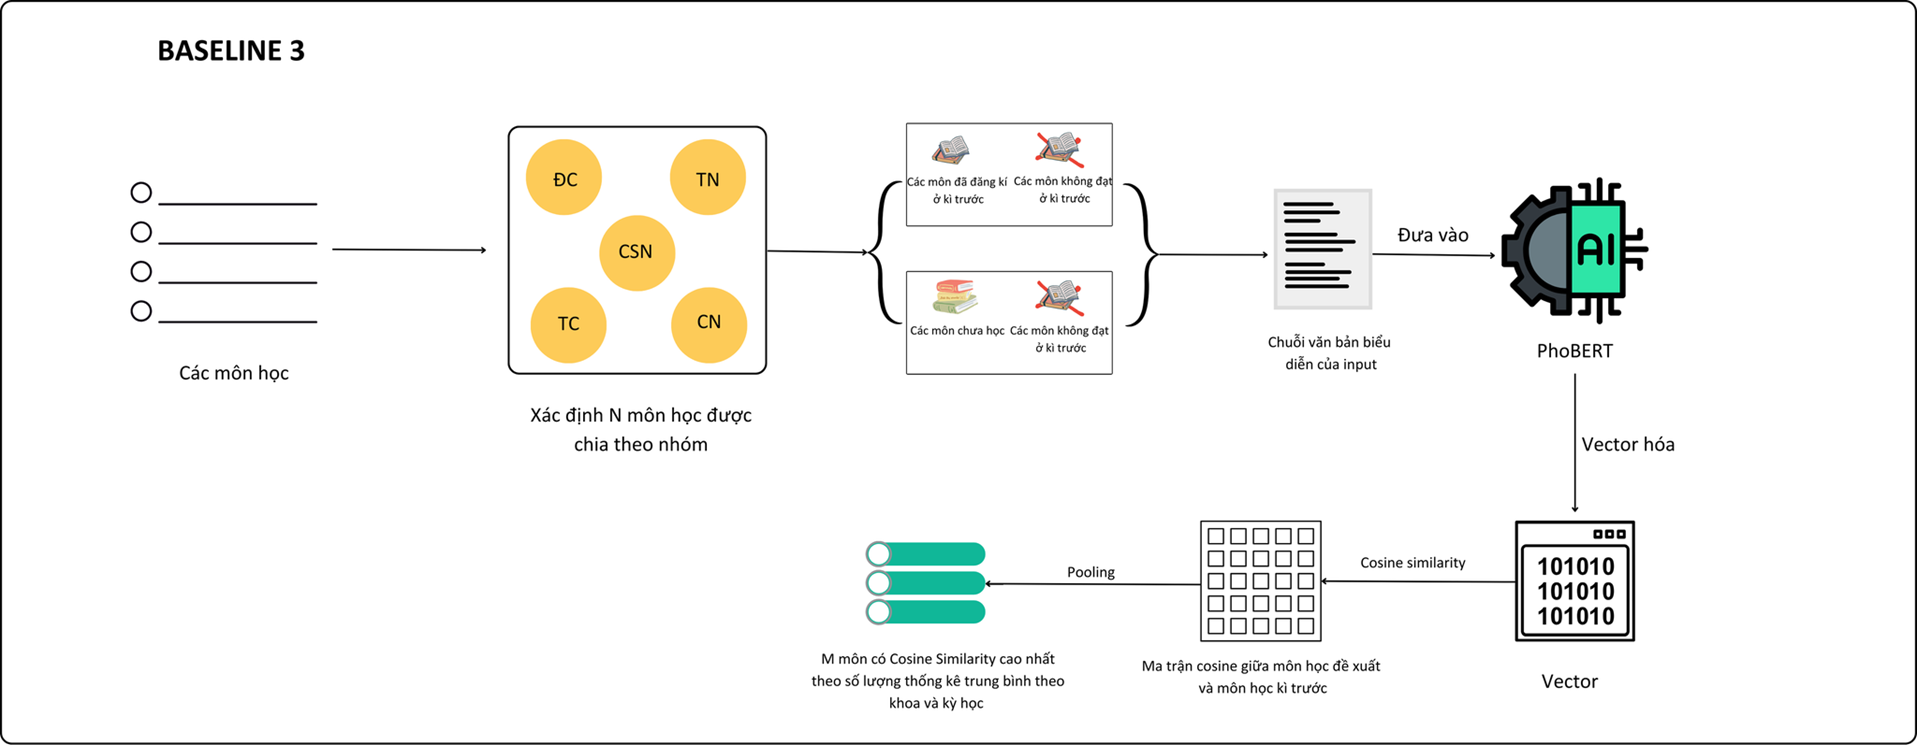 BASELINE 3
Các môn học
ĐC
TN
CSN
TC
CN
Xác định N môn học được
chia theo nhóm
Các môn đã đăng kí
ở kì trước
Các môn không đạt
ở kì trước
Các môn chưa học
Các môn không đạt
ở kì trước
Chuỗi văn bản biểu
diễn của input
Đưa vào
AI
PhoBERT
Vector hóa
101010
101010
101010
Vector
Cosine similarity
Ma trận cosine giữa môn học đề xuất
và môn học kì trước
Pooling
M môn có Cosine Similarity cao nhất
theo số lượng thống kê trung bình theo
khoa và kỳ học